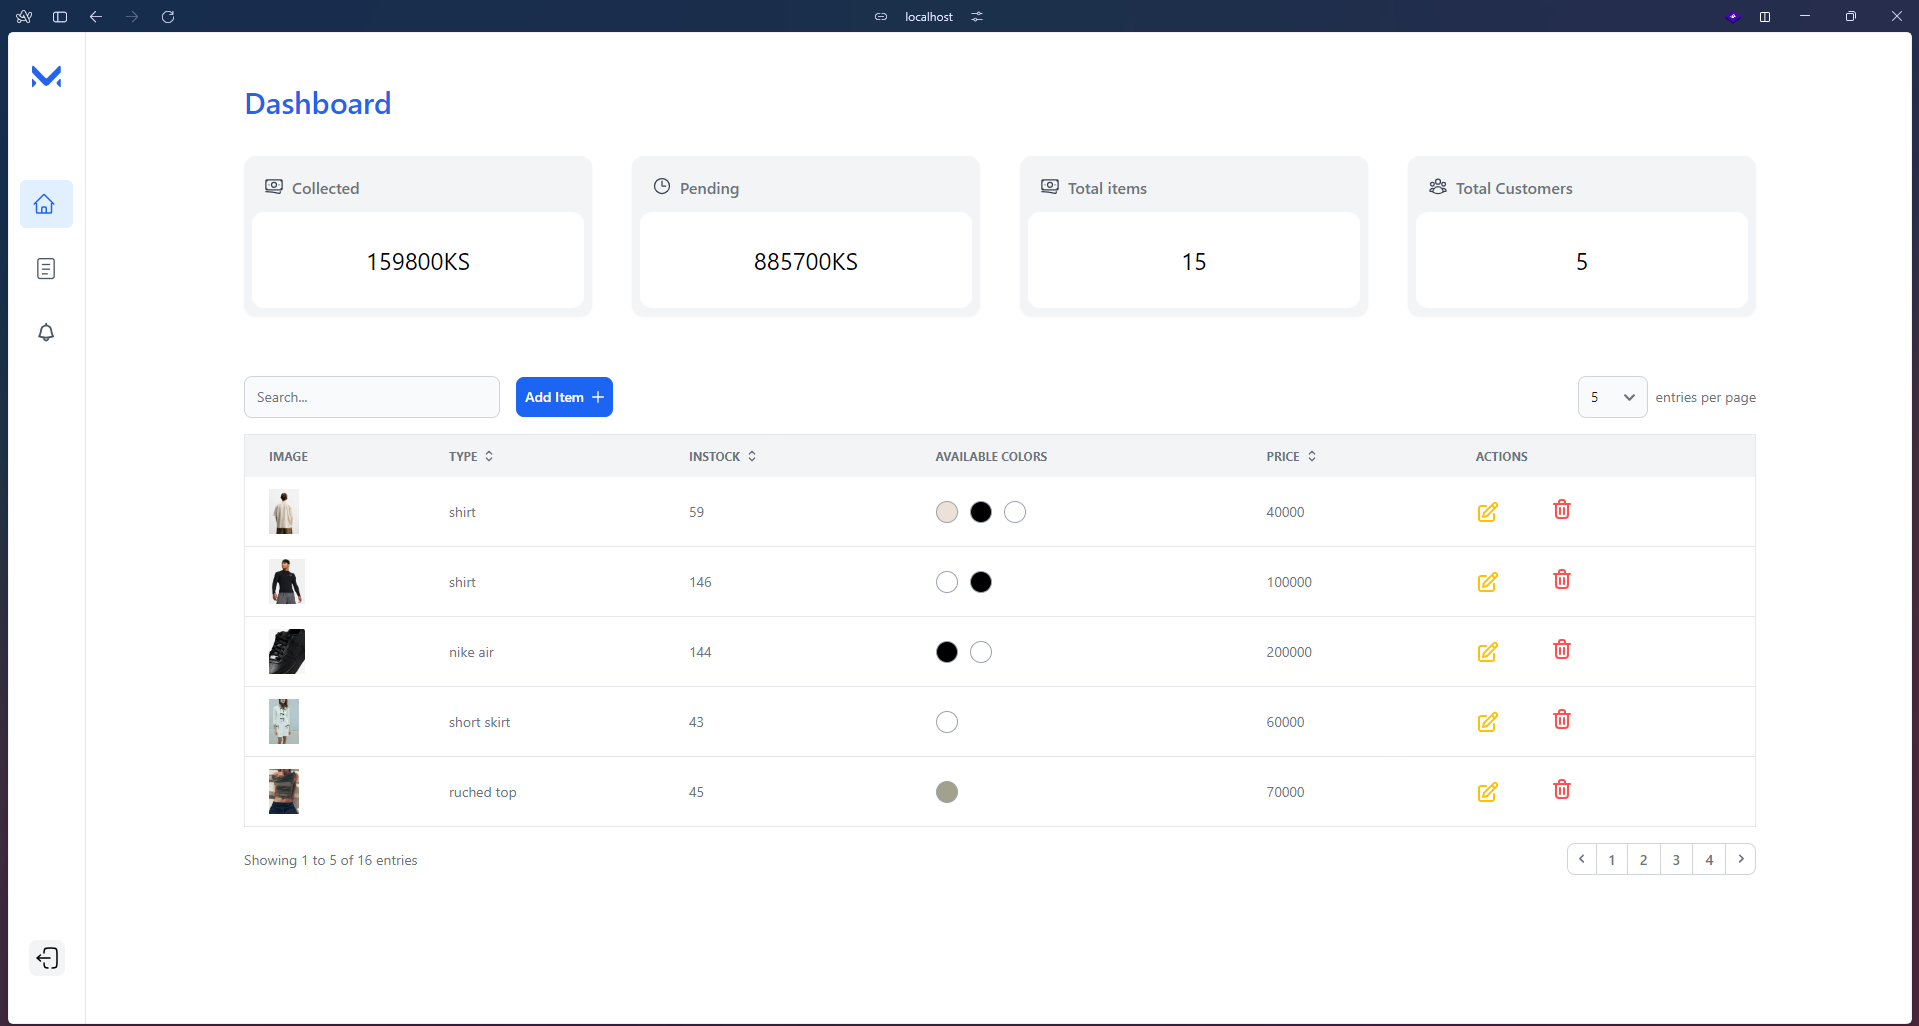 localhost
Dashboard
Collected
Pending
Total items
Total Customers
159800KS
885700KS
15
5
Search...
Add Item
5
entries per page
IMAGE TYPE INSTOCK AVAILABLE COLORS PRICE ACTIONS
shirt 59 40000
shirt 146 100000
nike air 144 200000
short skirt 43 60000
ruched top 45 70000
Showing 1 to 5 of 16 entries
1 2 3 4